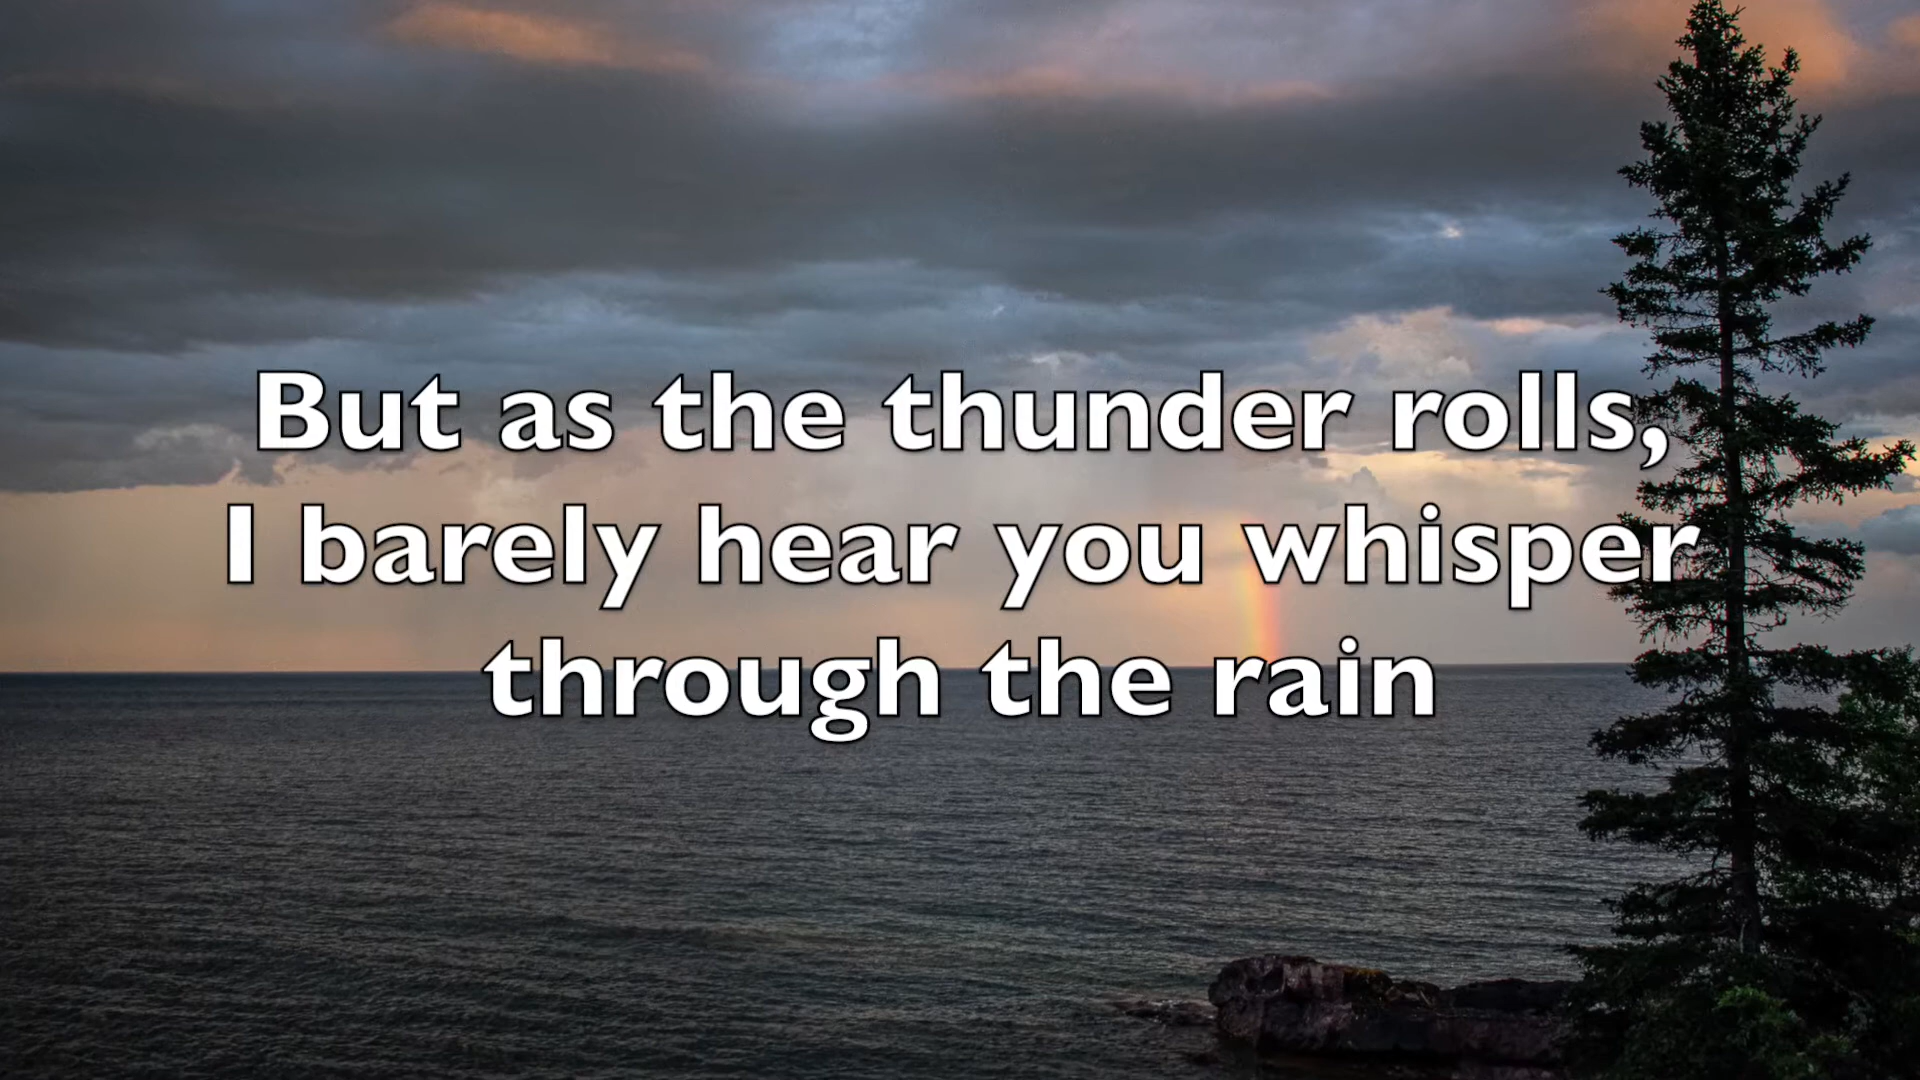 But as the thunder rolls,
I barely hear you whisper
through the rain